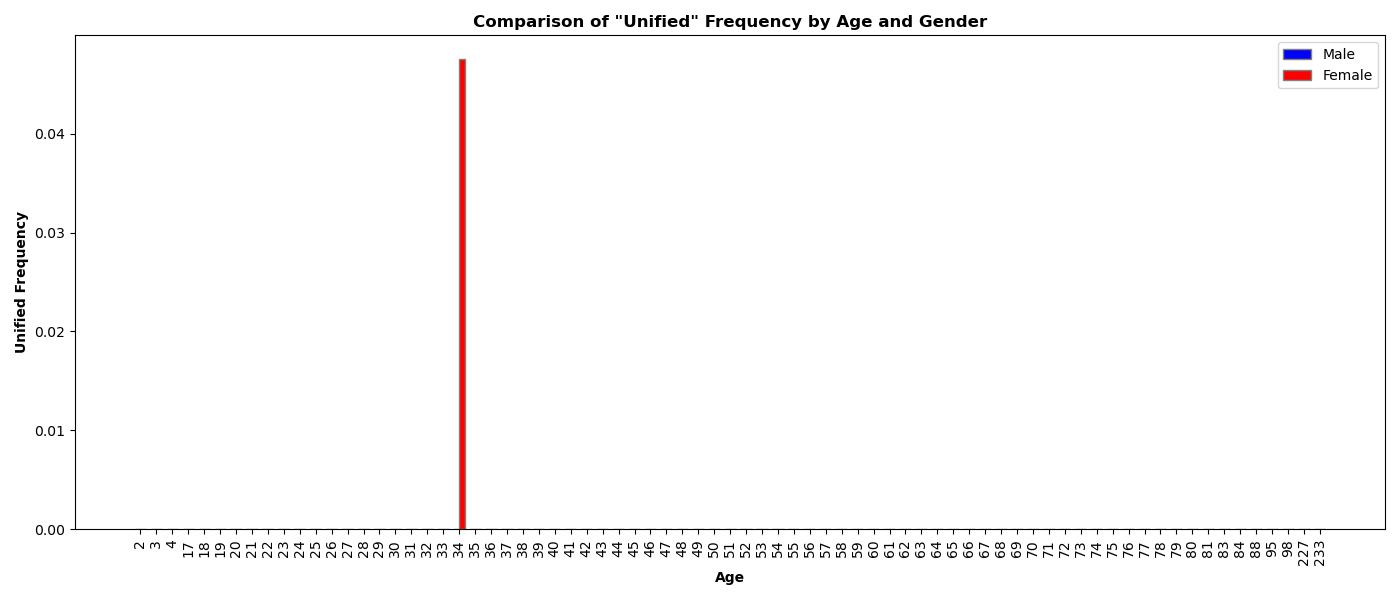 Comparison of "Unified" Frequency by Age and Gender
Male
Female
Unified Frequency
0.04
0.03
0.02
0.01
0.00
2 3 4 17 18 19 20 21 22 23 24 25 26 27 28 29 30 31 32 33 34 35 36 37 38 39 40 41 42 43 44 45 46 47 48 49 50 51 52 53 54 55 56 57 58 59 60 61 62 63 64 65 66 67 68 69 70 71 72 73 74 75 76 77 78 79 80 81 83 84 88 95 98 227 233
Age